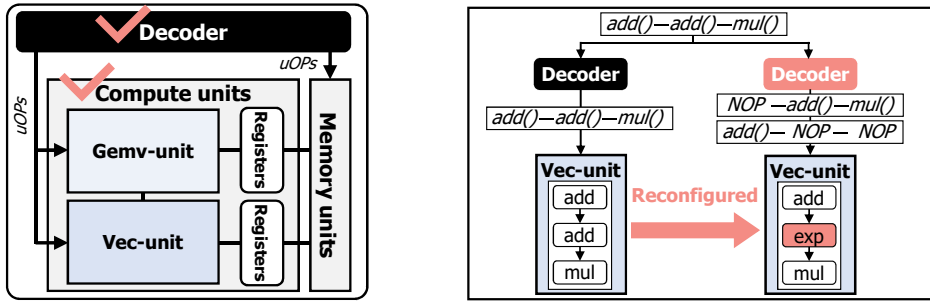 Decoder
uOPs
uOPs
Compute units
Gemv-unit
Registers
Vec-unit
Registers
Memory units
add()—add()—mul()
Decoder
Decoder
add()—add()—mul()
NOP —add()—mul()
add()— NOP — NOP
Vec-unit
add
add
mul
Reconfigured
Vec-unit
add
exp
mul